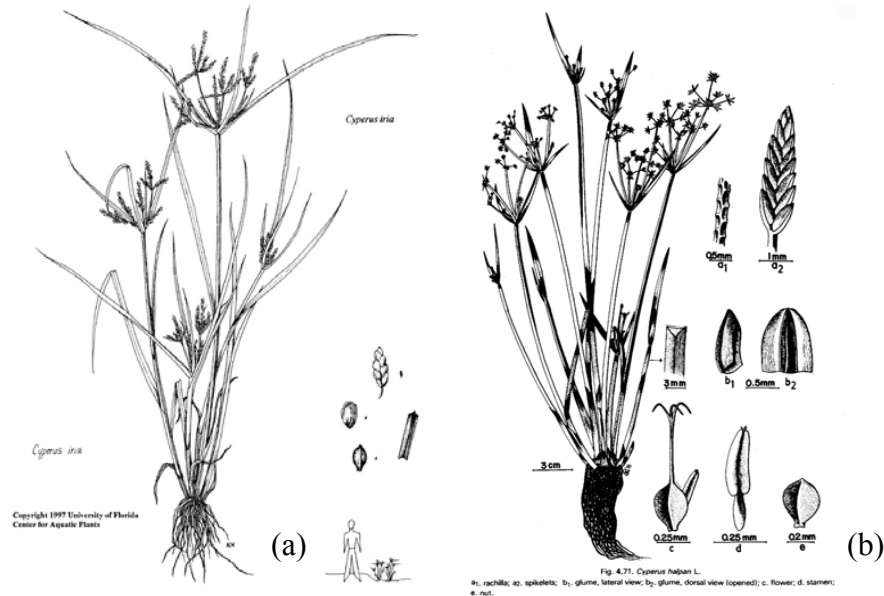 Cyperus iria
Cyperus iria
Copyright 1997 University of Florida
Center for Aquatic Plants
(a)
0.5mm
a1
1mm
a2
3mm
b1
0.5mm
b2
3cm
0.25mm
c
0.25mm
d
0.2mm
e
(b)
Fig. 4.71. Cyperus halpan L.
a1. rachilla; a2. spikelets; b1. glume, lateral view; b2. glume, dorsal view (opened); c. flower; d. stamen;
e. nut.